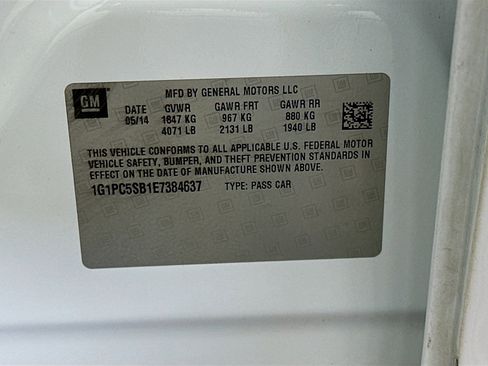 GM
MFD BY GENERAL MOTORS LLC
DATE GVWR GAWR FRT GAWR RR
05/14 1847 KG 967 KG 880 KG
4071 LB 2131 LB 1940 LB
THIS VEHICLE CONFORMS TO ALL APPLICABLE U.S. FEDERAL MOTOR
VEHICLE SAFETY, BUMPER, AND THEFT PREVENTION STANDARDS
IN EFFECT ON THE DATE OF MANUFACTURE SHOWN ABOVE.
1G1PC5SB1E7384637 TYPE: PASS CAR